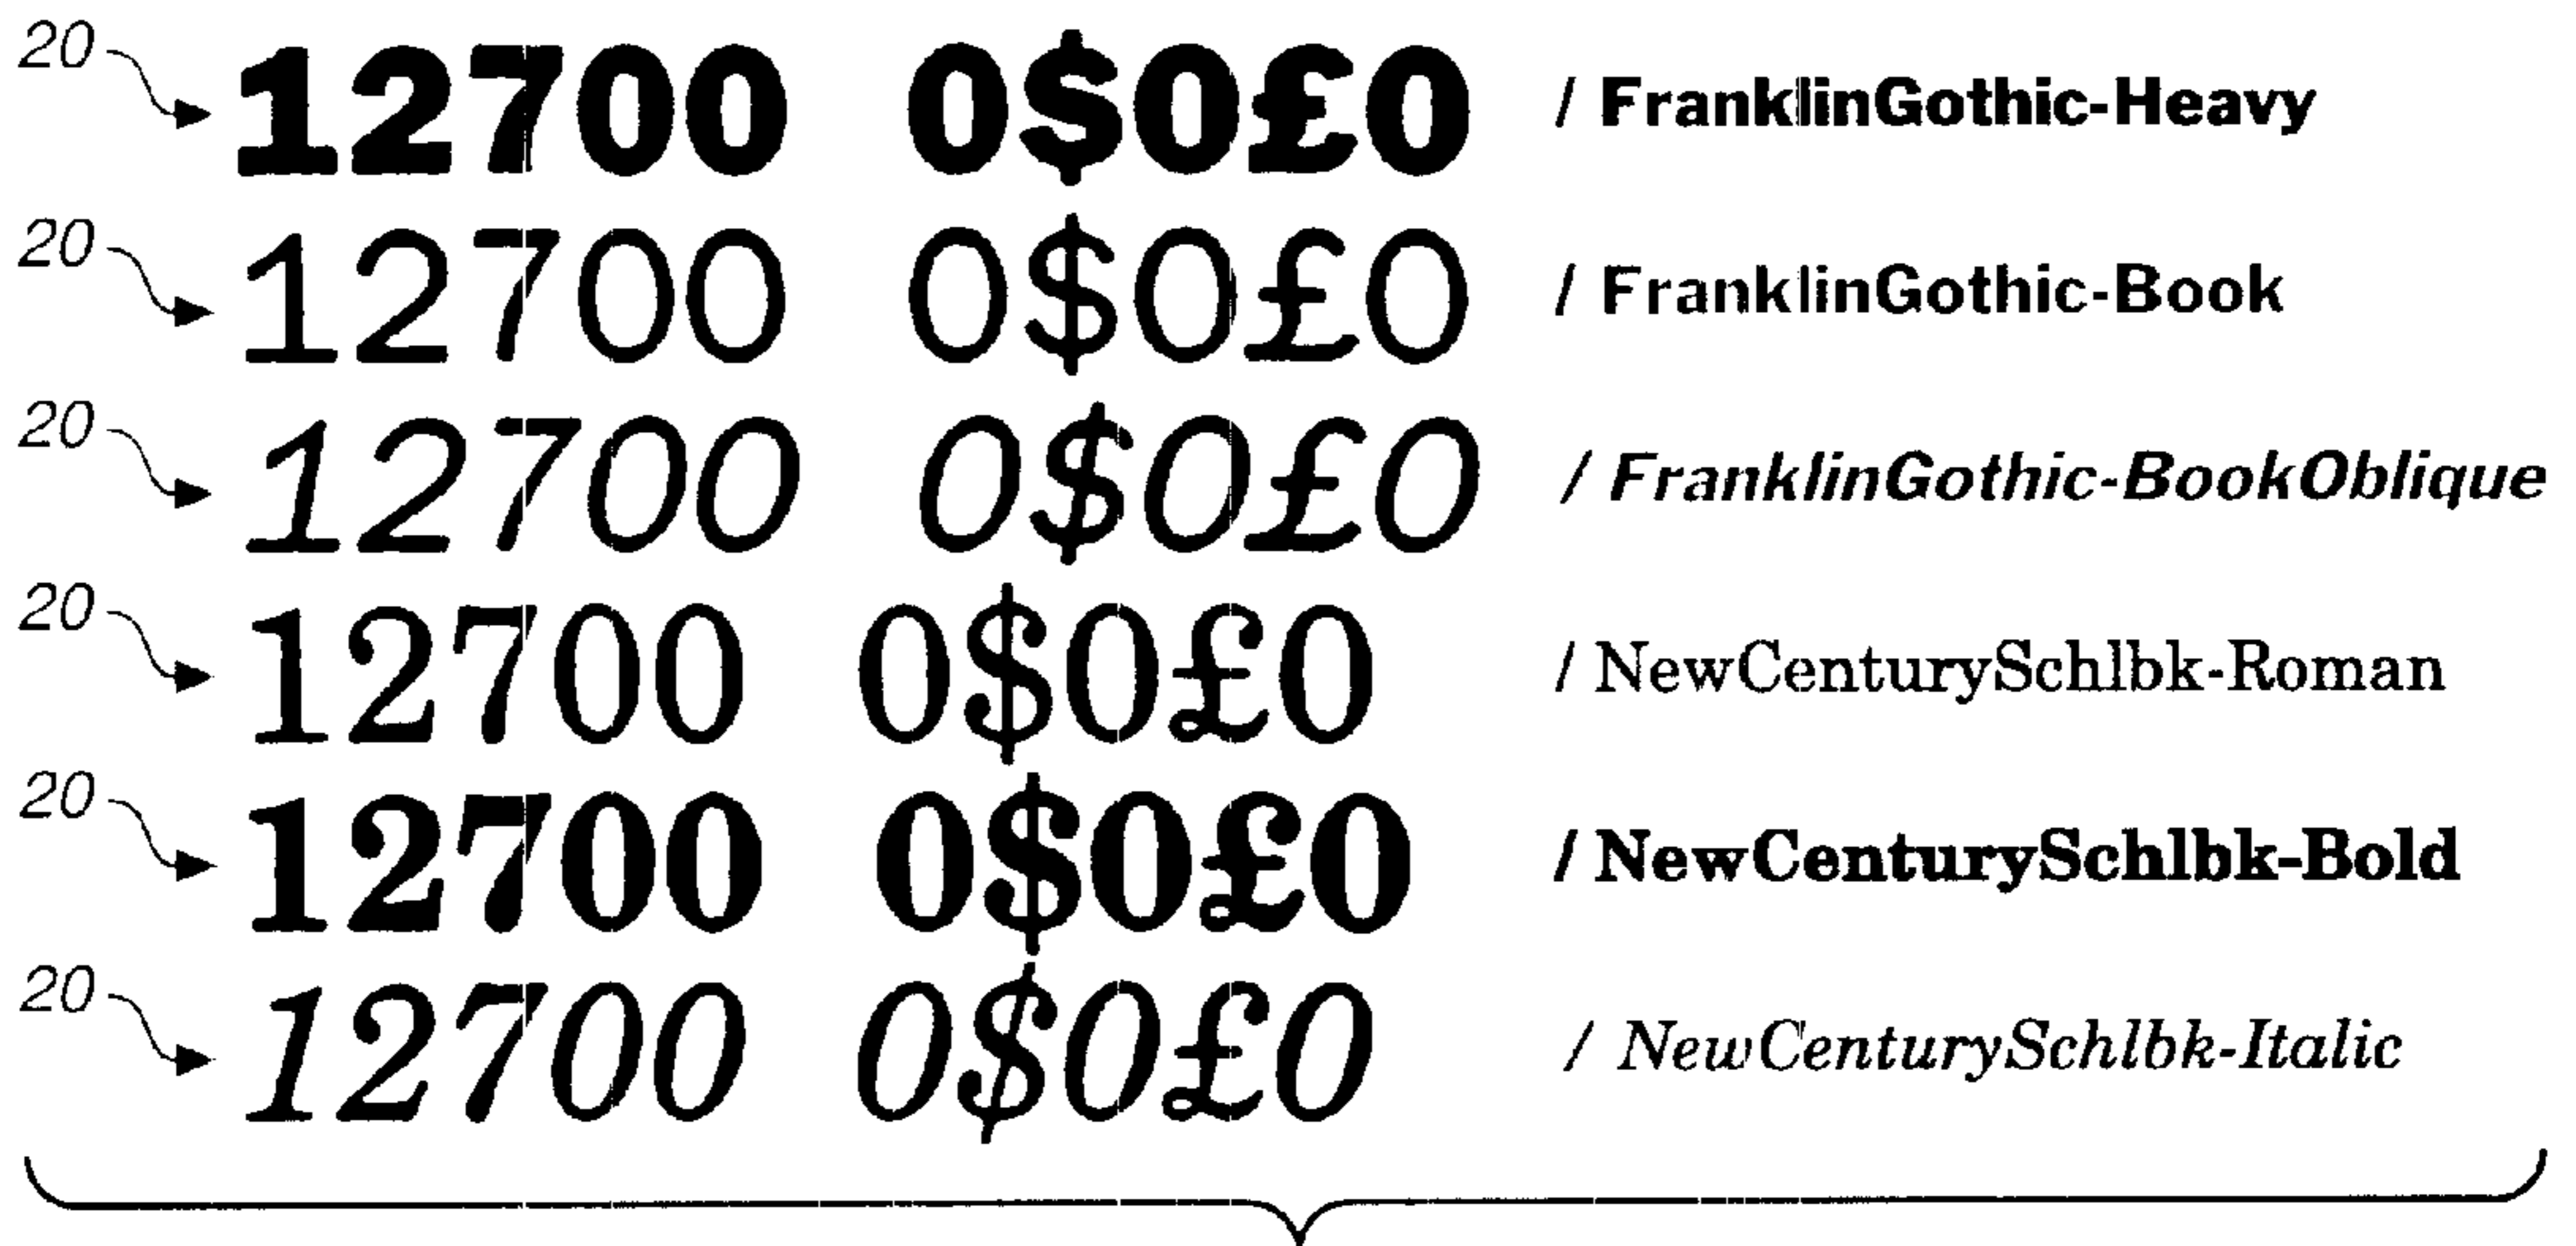 20 12700 0$0£0 / FranklinGothic-Heavy
20 12700 0$0£0 / FranklinGothic-Book
20 12700 0$0£0 / FranklinGothic-BookOblique
20 12700 0$0£0 / NewCenturySchlbk-Roman
20 12700 0$0£0 / NewCenturySchlbk-Bold
20 12700 0$0£0 / NewCenturySchlbk-Italic